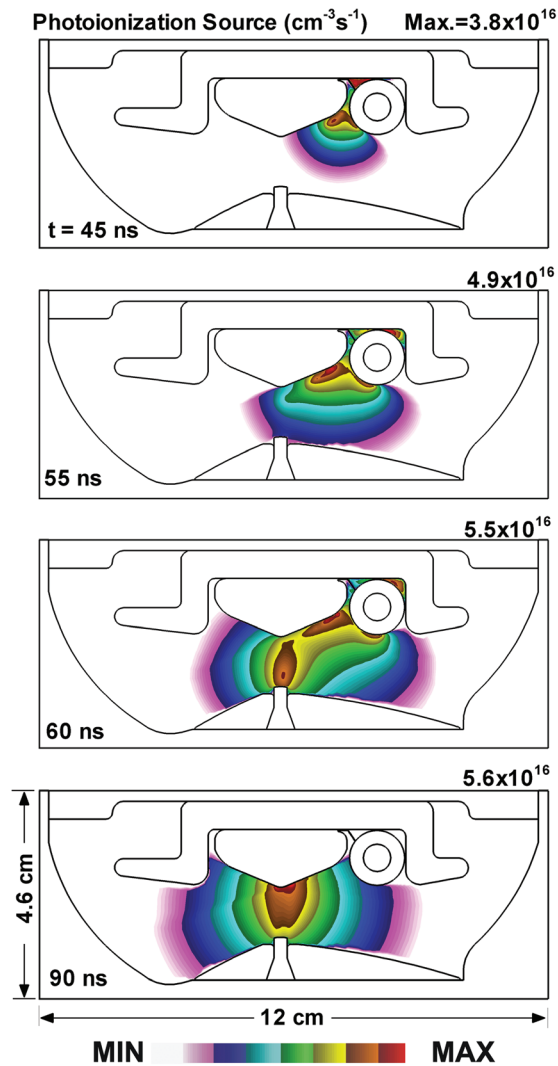 Photoionization Source (cm⁻³s⁻¹) Max.=3.8x10¹⁶
t = 45 ns
4.9x10¹⁶
55 ns
5.5x10¹⁶
60 ns
5.6x10¹⁶
4.6 cm
90 ns
12 cm
MIN MAX